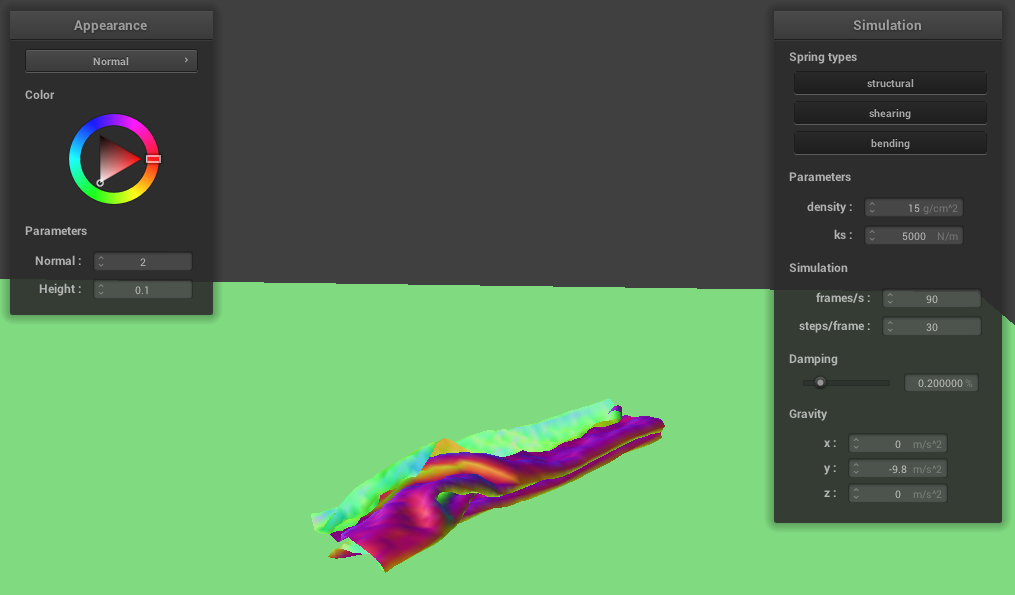 Appearance
Normal
Color
Parameters
Normal : 2
Height : 0.1
Simulation
Spring types
structural
shearing
bending
Parameters
density : 15 g/cm^2
ks : 5000 N/m
Simulation
frames/s : 90
steps/frame : 30
Damping
0.200000 %
Gravity
x : 0 m/s^2
y : -9.8 m/s^2
z : 0 m/s^2